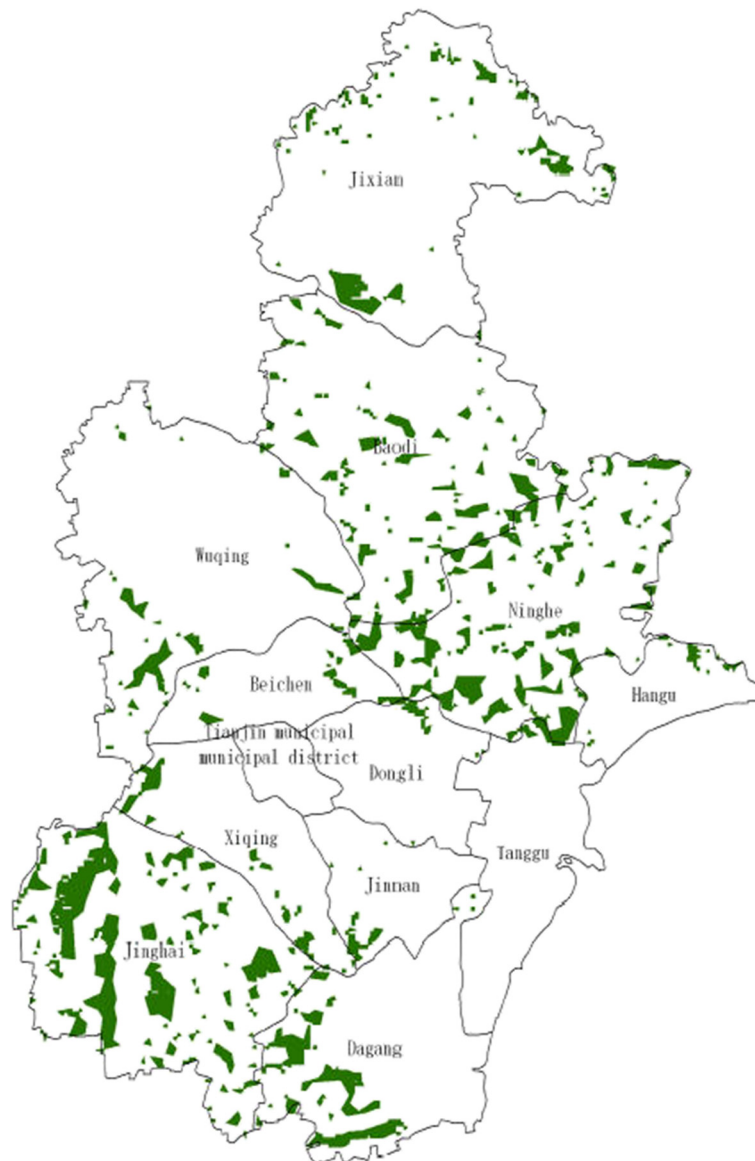 Jixian
Baodi
Wuqing
Ninghe
Beichen
Hangu
Tianjin municipal
municipal district
Dongli
Xiqing
Tanggu
Jinnan
Jinghai
Dagang